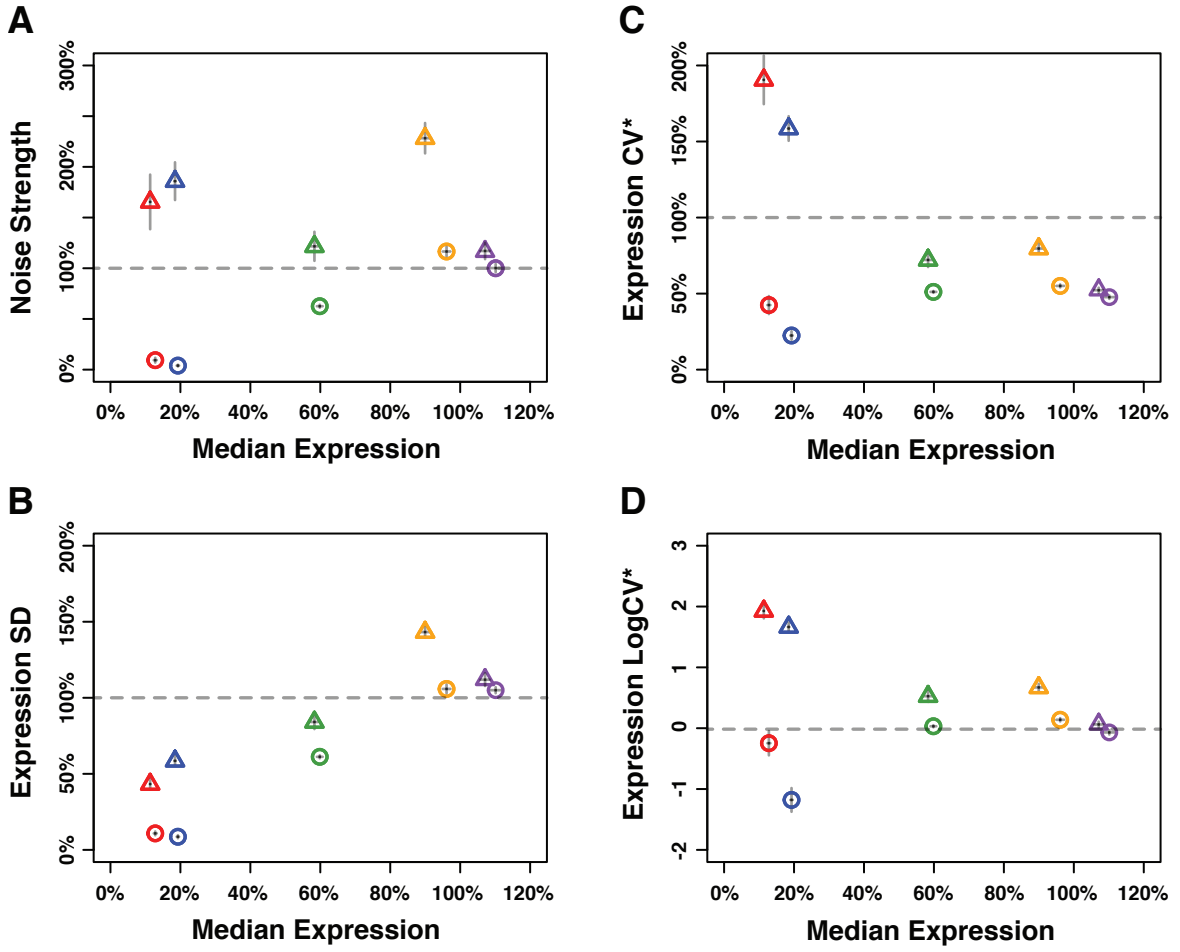 A
300%
200%
100%
0%
Noise Strength
0% 20% 40% 60% 80% 100% 120%
Median Expression
B
200%
150%
100%
50%
0%
Expression SD
0% 20% 40% 60% 80% 100% 120%
Median Expression
C
200%
150%
100%
50%
0%
Expression CV*
0% 20% 40% 60% 80% 100% 120%
Median Expression
D
3
2
1
0
-1
-2
Expression LogCV*
0% 20% 40% 60% 80% 100% 120%
Median Expression